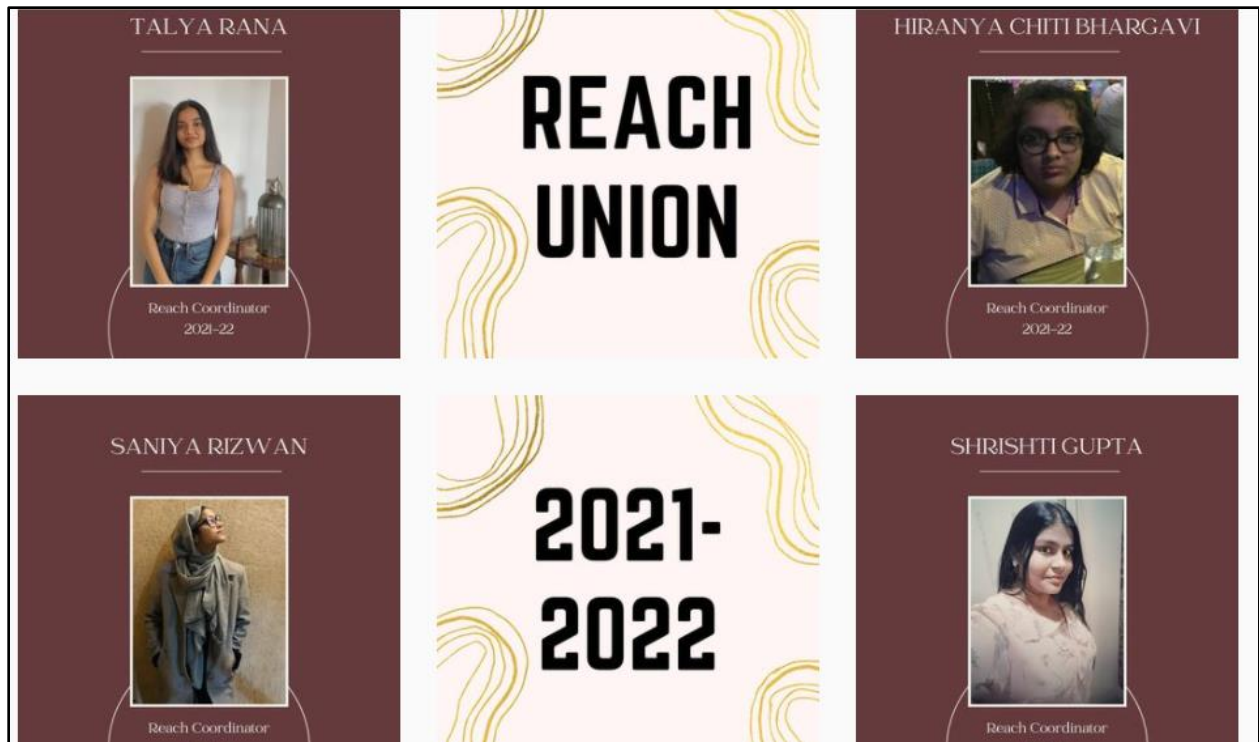 TALYA RANA
Reach Coordinator
2021-22
REACH
UNION
HIRANYA CHITI BHARGAVI
Reach Coordinator
2021-22
SANIYA RIZWAN
Reach Coordinator
2021-
2022
SHRISHTI GUPTA
Reach Coordinator